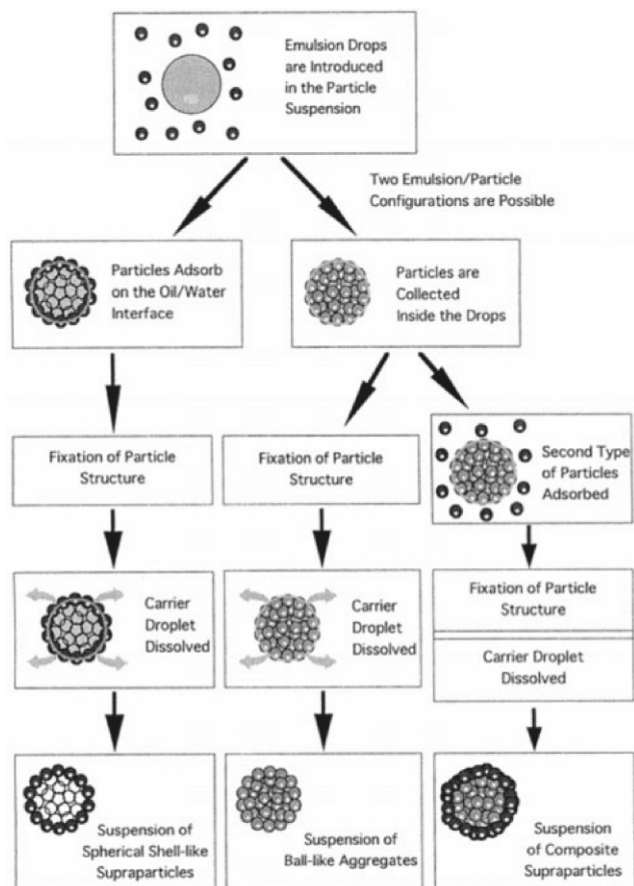 Emulsion Drops
are Introduced
in the Particle
Suspension
Two Emulsion/Particle
Configurations are Possible
Particles Adsorb
on the Oil/Water
Interface
Particles are
Collected
Inside the Drops
Fixation of Particle
Structure
Fixation of Particle
Structure
Second Type
of Particles
Adsorbed
Carrier
Droplet
Dissolved
Carrier
Droplet
Dissolved
Fixation of Particle
Structure
Carrier Droplet
Dissolved
Suspension of
Spherical Shell-like
Supraparticles
Suspension of
Ball-like Aggregates
Suspension
of Composite
Supraparticles